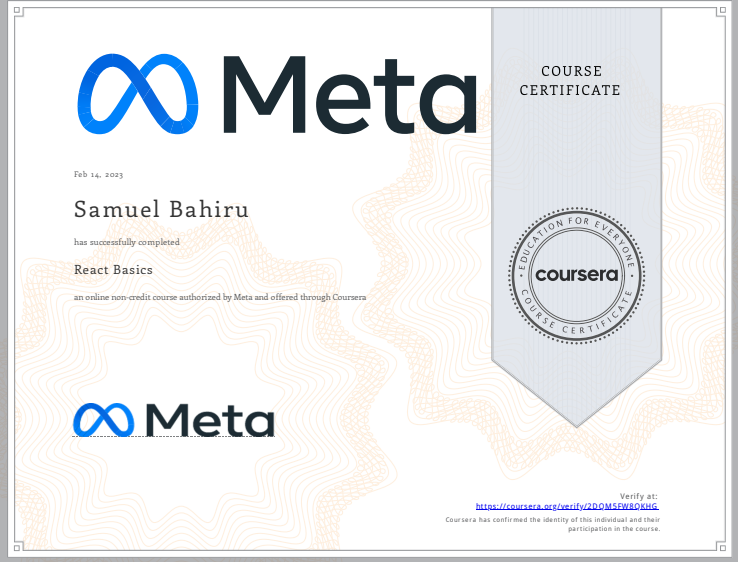 Meta
COURSE
CERTIFICATE
Feb 14, 2023
Samuel Bahiru
has successfully completed
React Basics
an online non-credit course authorized by Meta and offered through Coursera
EDUCATION FOR EVERYONE
coursera
COURSE CERTIFICATE
Meta
Verify at:
https://coursera.org/verify/2DQM5FW8QKHG
Coursera has confirmed the identity of this individual and their
participation in the course.